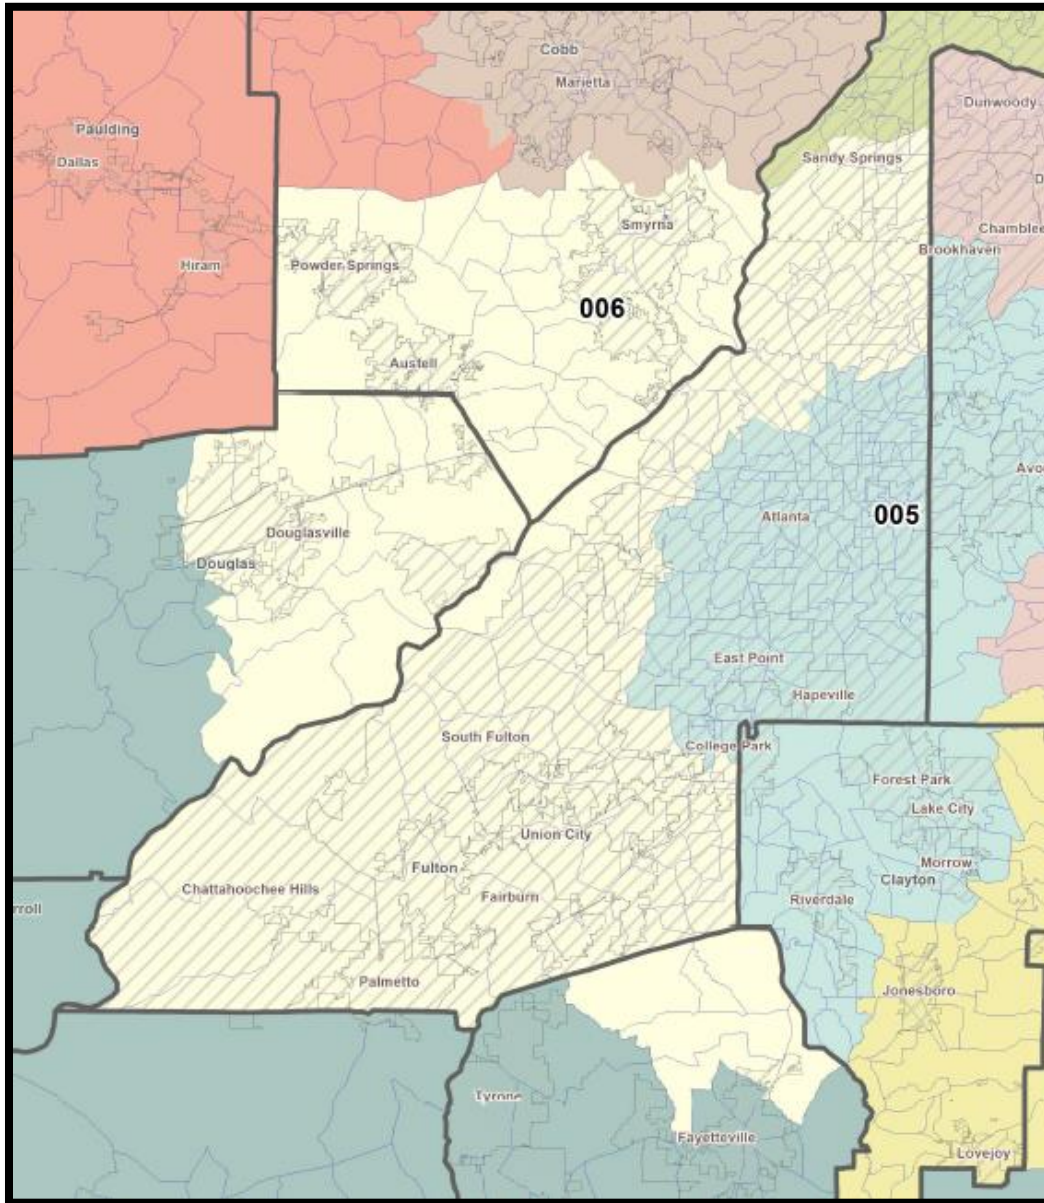 Cobb
Marietta
Dunwoody
Paulding
Dallas
Sandy Springs
D
Smyrna
Chamblee
Brookhaven
Hiram
Powder Springs
006
Austell
Avo
Atlanta
005
Douglasville
Douglas
East Point
Hapeville
South Fulton
College Park
Forest Park
Lake City
Union City
Morrow
Fulton
Clayton
Chattahoochee Hills
Fairburn
Riverdale
rroll
Palmetto
Jonesboro
Tyrone
Fayetteville
Lovejoy